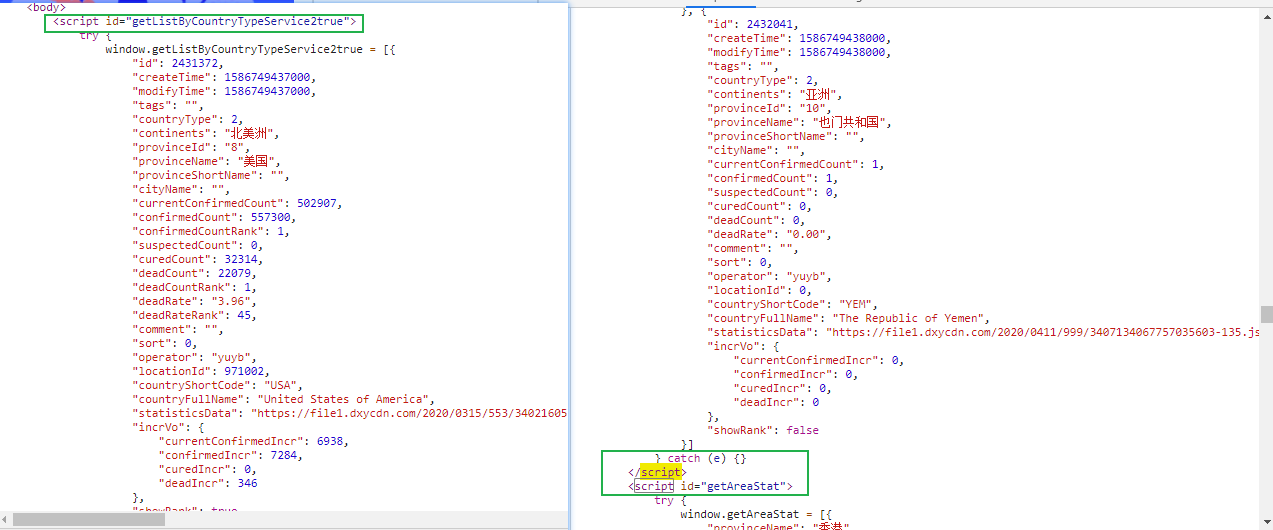 <body>
<script id="getListByCountryTypeService2true">
try {
window.getListByCountryTypeService2true = [{
"id": 2431372,
"createTime": 1586749437000,
"modifyTime": 1586749437000,
"tags": "",
"countryType": 2,
"continents": "北美洲",
"provinceId": "8",
"provinceName": "美国",
"provinceShortName": "",
"cityName": "",
"currentConfirmedCount": 502907,
"confirmedCount": 557300,
"confirmedCountRank": 1,
"suspectedCount": 0,
"curedCount": 32314,
"deadCount": 22079,
"deadCountRank": 1,
"deadRate": "3.96",
"deadRateRank": 45,
"comment": "",
"sort": 0,
"operator": "yuyb",
"locationId": 971002,
"countryShortCode": "USA",
"countryFullName": "United States of America",
"statisticsData": "https://file1.dxycdn.com/2020/0315/553/34021605
"incrVo": {
"currentConfirmedIncr": 6938,
"confirmedIncr": 7284,
"curedIncr": 0,
"deadIncr": 346
},
"showRank": true
}, {
"id": 2432041,
"createTime": 1586749438000,
"modifyTime": 1586749438000,
"tags": "",
"countryType": 2,
"continents": "亚洲",
"provinceId": "10",
"provinceName": "也门共和国",
"provinceShortName": "",
"cityName": "",
"currentConfirmedCount": 1,
"confirmedCount": 1,
"suspectedCount": 0,
"curedCount": 0,
"deadCount": 0,
"deadRate": "0.00",
"comment": "",
"sort": 0,
"operator": "yuyb",
"locationId": 0,
"countryShortCode": "YEM",
"countryFullName": "The Republic of Yemen",
"statisticsData": "https://file1.dxycdn.com/2020/0411/999/3407134067757035603-135.js
"incrVo": {
"currentConfirmedIncr": 0,
"confirmedIncr": 0,
"curedIncr": 0,
"deadIncr": 0
},
"showRank": false
}]
} catch (e) {}
</script>
<script id="getAreaStat">
try {
window.getAreaStat = [{
"provinceName": "香港"